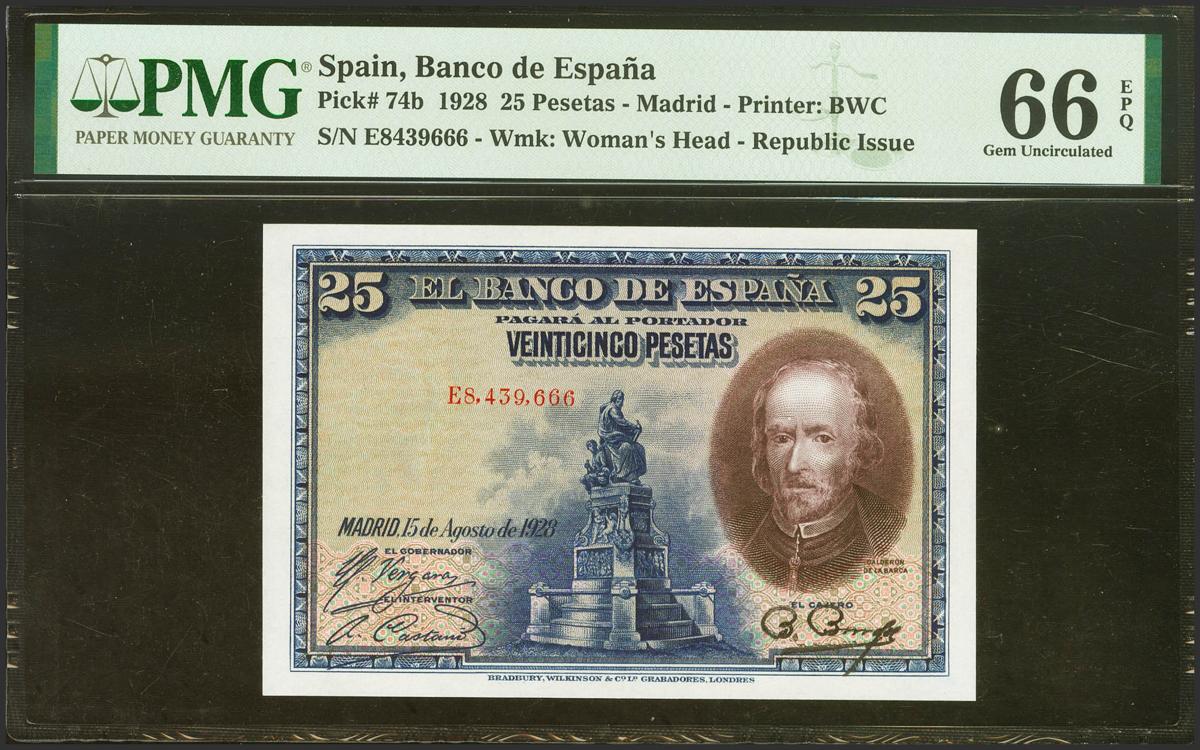 PMG®
PAPER MONEY GUARANTY
Spain, Banco de España
Pick# 74b 1928 25 Pesetas - Madrid - Printer: BWC
S/N E8439666 - Wmk: Woman's Head - Republic Issue
66
EPQ
Gem Uncirculated
25 EL BANCO DE ESPAÑA 25
PAGARÁ AL PORTADOR
VEINTICINCO PESETAS
E8,439,666
MADRID, 15 de Agosto de 1928
EL GOBERNADOR
Vergara
EL INTERVENTOR
A. Castaño
CALDERÓN
DE LA BARCA
EL CAJERO
BRADBURY, WILKINSON & Cº Lº GRABADORES, LONDRES